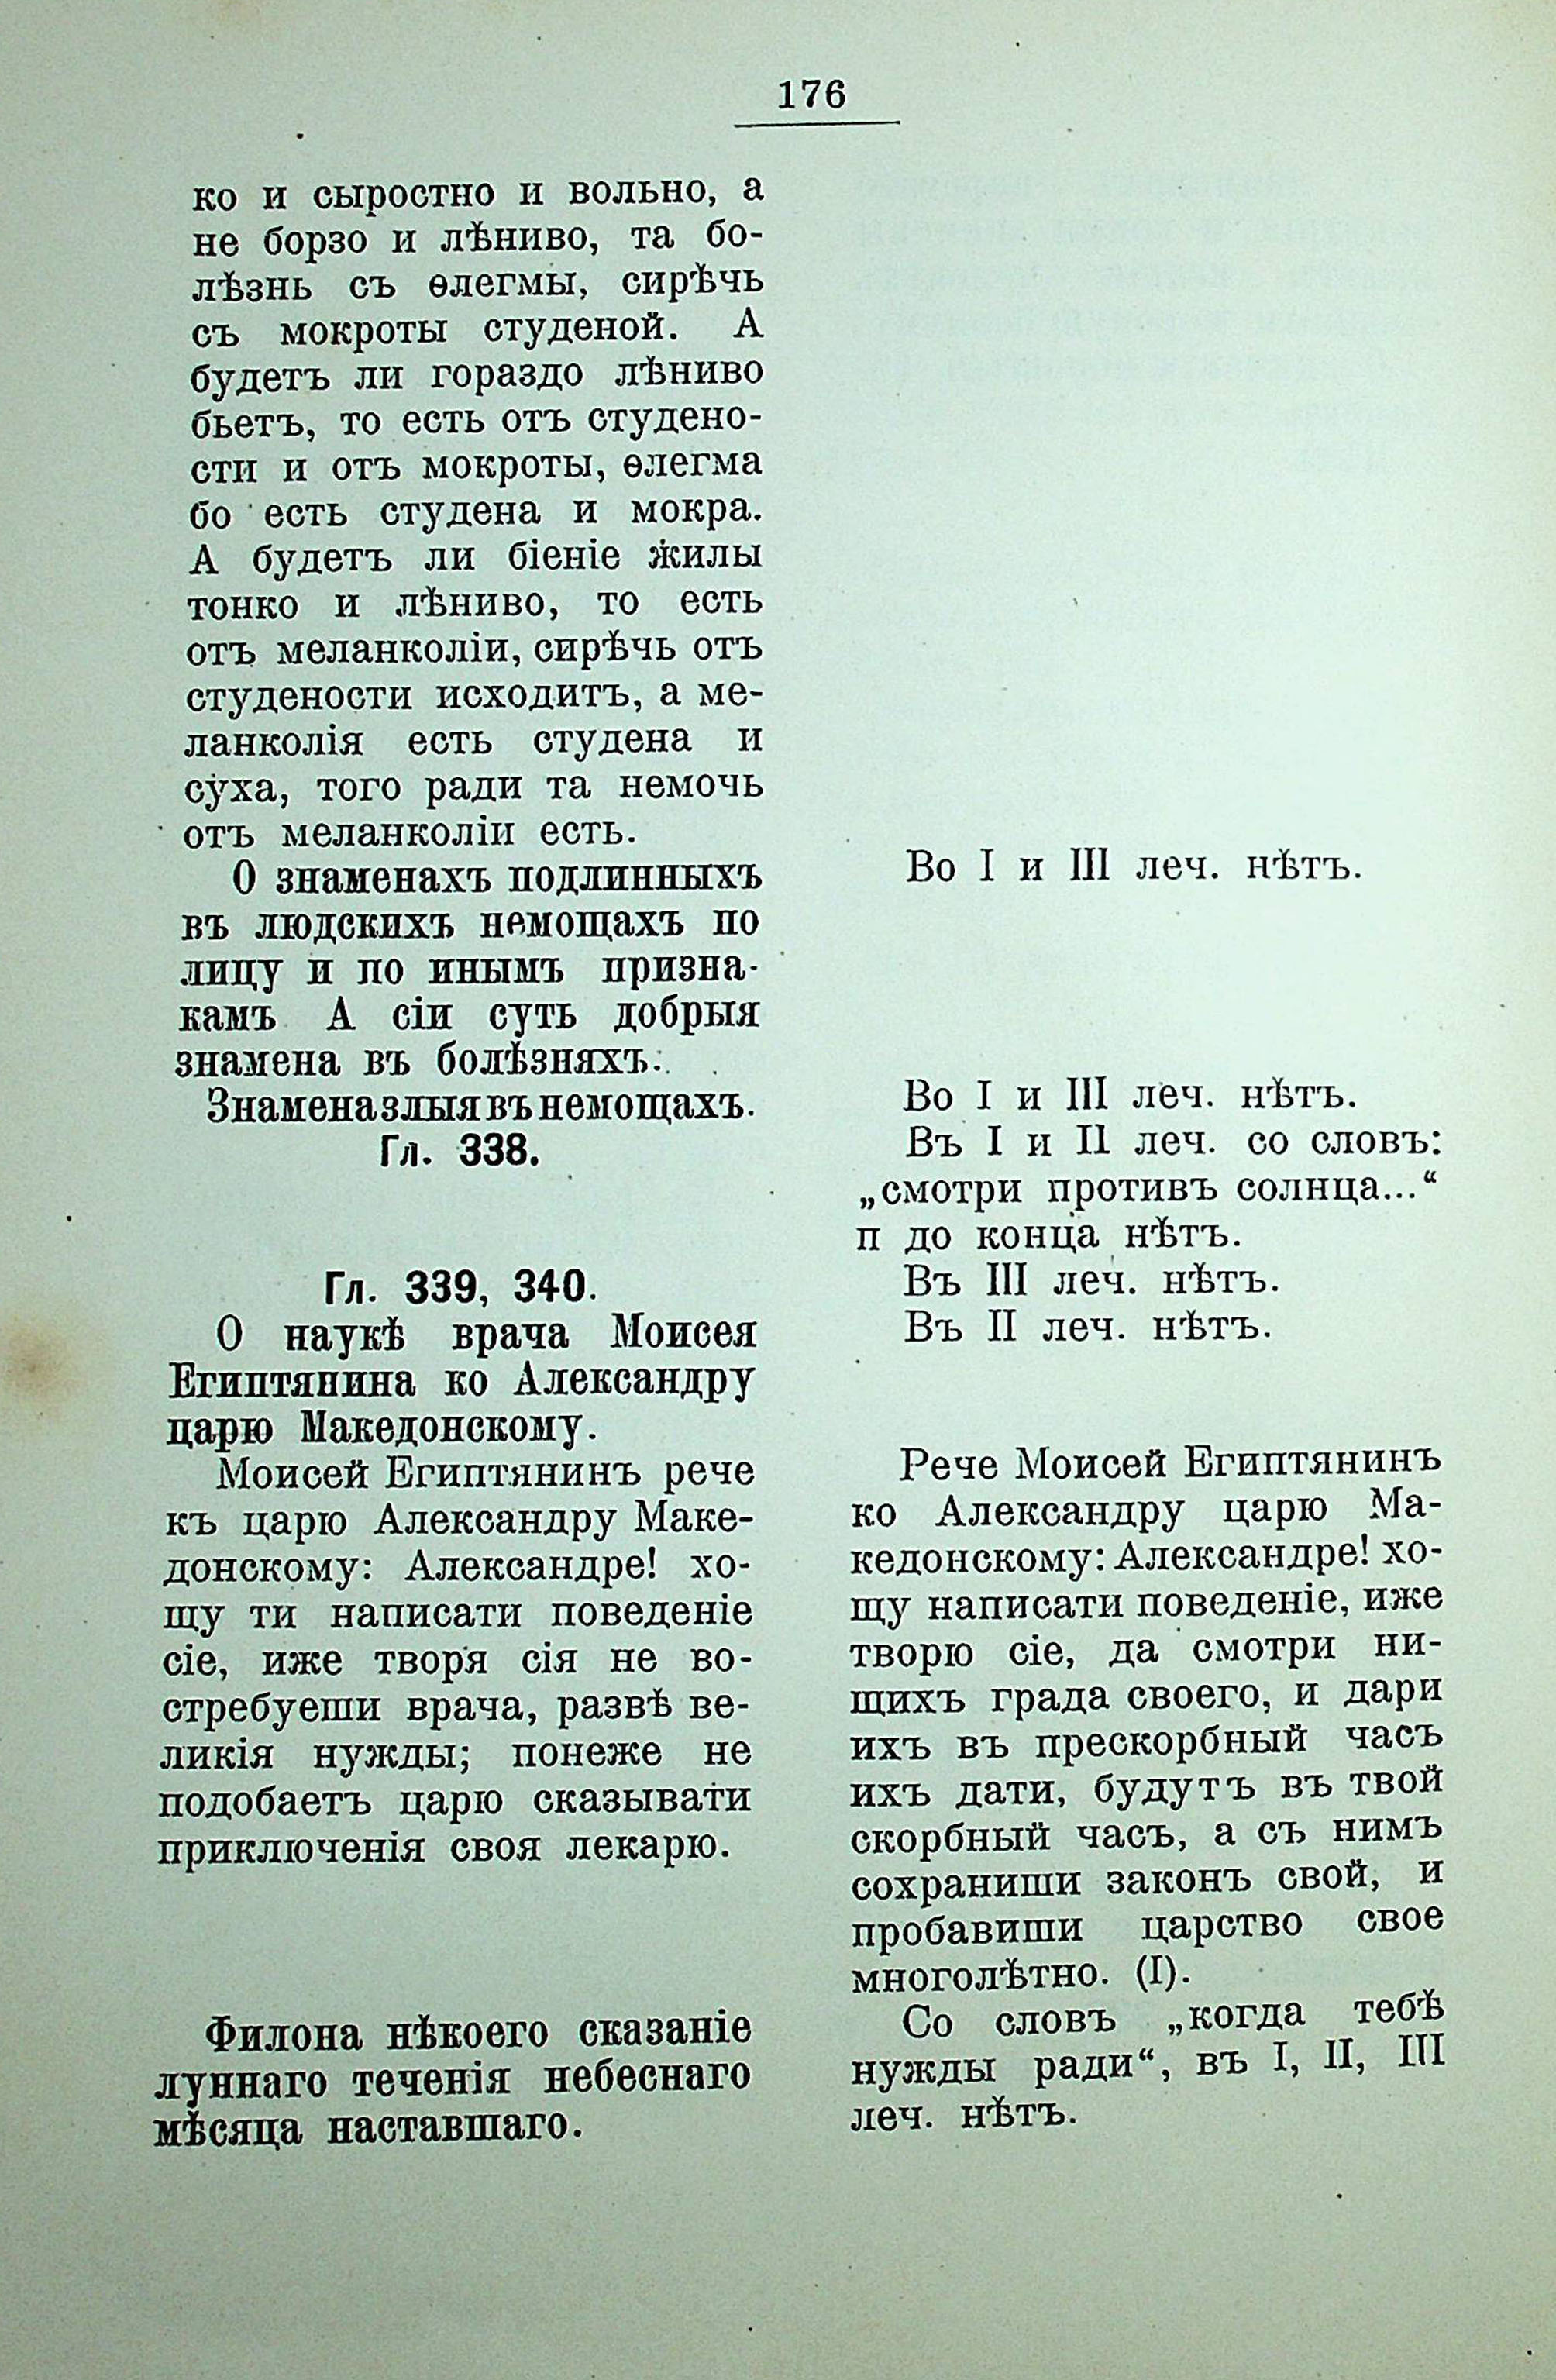 176
ко и сыростно и вольно, а
не борзо и лѣниво, та бо-
лѣзнь съ ѳлегмы, сирѣчь
съ мокроты студеной. А
будетъ ли гораздо лѣниво
бьетъ, то есть отъ студено-
сти и отъ мокроты, ѳлегма
бо есть студена и мокра.
А будетъ ли біеніе жилы
тонко и лѣниво, то есть
отъ меланколіи, сирѣчь отъ
студености исходитъ, а ме-
ланколія есть студена и
суха, того ради та немочь
отъ меланколіи есть.
О знаменахъ подлинныхъ
въ людскихъ немощахъ по
лицу и по инымъ призна-
камъ А сіи суть добрыя
знамена въ болѣзняхъ:.
Знамена злыя въ немощахъ.
Гл. 338.
Гл. 339, 340.
О наукѣ врача Моисея
Египтянина ко Александру
царю Македонскому.
Моисей Египтянинъ рече
къ царю Александру Маке-
донскому: Александре! хо-
щу ти написати поведеніе
сіе, иже творя сія не во-
стребуеши врача, развѣ ве-
ликія нужды; понеже не
подобаетъ царю сказывати
приключенія своя лекарю.
Филона нѣкоего сказаніе
луннаго теченія небеснаго
мѣсяца наставшаго.
Во I и III леч. нѣтъ.
Во I и III леч. нѣтъ.
Въ I и II леч. со словъ:
„смотри противъ солнца...“
п до конца нѣтъ.
Въ III леч. нѣтъ.
Въ II леч. нѣтъ.
Рече Моисей Египтянинъ
ко Александру царю Ма-
кедонскому: Александре! хо-
щу написати поведеніе, иже
творю сіе, да смотри ни-
щихъ града своего, и дари
ихъ въ прескорбный часъ
ихъ дати, будутъ въ твой
скорбный часъ, а съ нимъ
сохраниши законъ свой, и
пробавиши царство свое
многолѣтно. (I).
Со словъ „когда тебѣ
нужды ради“, въ I, II, III
леч. нѣтъ.